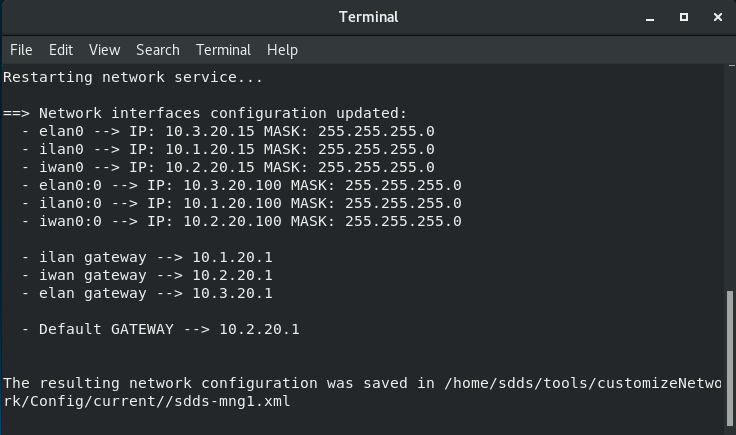 Terminal
File Edit View Search Terminal Help
Restarting network service...
==> Network interfaces configuration updated:
- elan0 --> IP: 10.3.20.15 MASK: 255.255.255.0
- ilan0 --> IP: 10.1.20.15 MASK: 255.255.255.0
- iwan0 --> IP: 10.2.20.15 MASK: 255.255.255.0
- elan0:0 --> IP: 10.3.20.100 MASK: 255.255.255.0
- ilan0:0 --> IP: 10.1.20.100 MASK: 255.255.255.0
- iwan0:0 --> IP: 10.2.20.100 MASK: 255.255.255.0
- ilan gateway --> 10.1.20.1
- iwan gateway --> 10.2.20.1
- elan gateway --> 10.3.20.1
- Default GATEWAY --> 10.2.20.1
The resulting network configuration was saved in /home/sdds/tools/customizeNetwo
rk/Config/current//sdds-mng1.xml